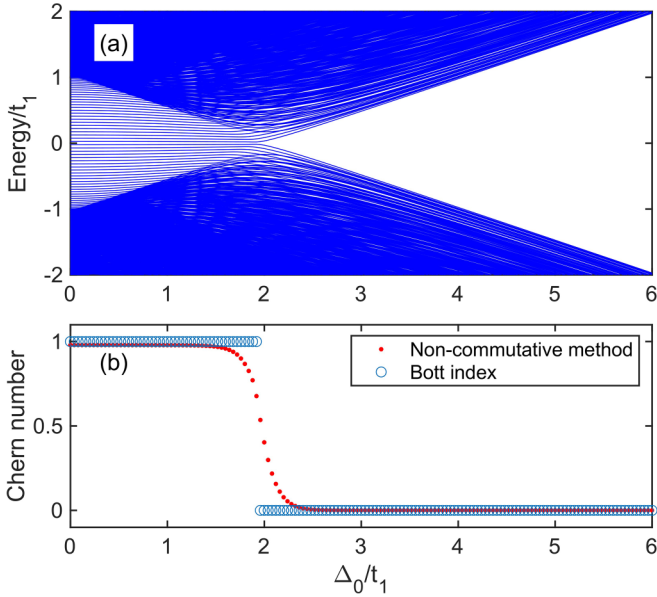 2
(a)
1
Energy/t1
0
-1
-2
0 1 2 3 4 5 6
1
(b)
Non-commutative method
Bott index
Chern number
0.5
0
0 1 2 3 4 5 6
Δ0/t1